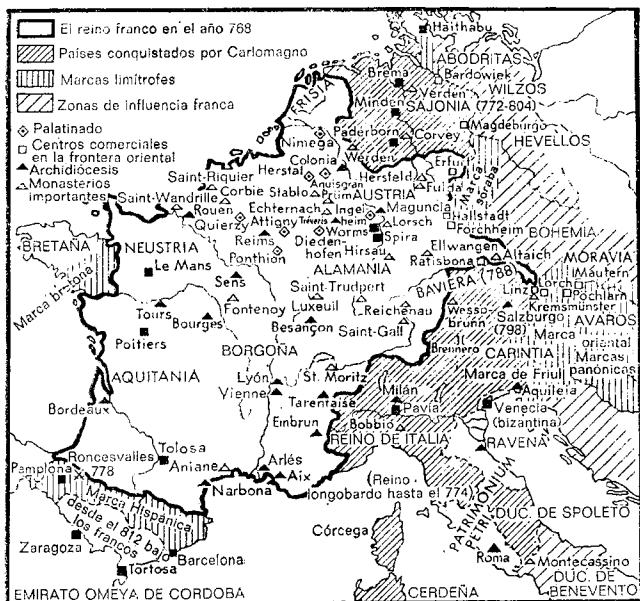 El reino franco en el año 768
Países conquistados por Carlomagno
Marcas limítrofes
Zonas de influencia franca
Palatinado
Centros comerciales
en la frontera oriental
Archidiócesis
Monasterios
importantes
Haithabu
ABODRITAS
Brema
Bardowiek
Verden
WILZOS
FRISIA
Minden
SAJONIA (772-804)
HEVELLOS
Nimega
Paderborn
Corvey
Magdeburgo
Herstal
Colonia
Werden
Hersfeld
Erfurt
Saint-Riquier
Corbie
Stablo
Prüm
AUSTRIA
Fulda
Marca
Soraba
Saint-Wandrille
Rouen
Echternach
Ingelheim
Maguncia
Hallstadt
Quierzy
Attigny
Tréveris
Worms
Lorsch
Forchheim
BOHEMIA
BRETAÑA
NEUSTRIA
Reims
Diedenhofen
Spira
Hirsau
Ellwangen
Ratisbona
Altaich
MORAVIA
Ponthion
ALAMANIA
BAVIERA (788)
Mautern
Marca bretona
Le Mans
Sens
Saint-Trudpert
Linz
Lorch
Pöchlarn
Kremsmünster
Tours
Bourges
Fontenoy
Luxeuil
Reichenau
Wessobrunn
Salzburgo
(798)
AVAROS
Besançon
Saint-Gall
Marca
oriental
Poitiers
BORGOÑA
Brennero
CARINTIA
Marcas
panónicas
AQUITANIA
Lyón
St. Moritz
Marca de Friul
Vienne
Tarentaise
Milán
Aquileia
Bordeaux
Embrun
Pavía
Venecia
(bizantina)
Bobbio
REINO DE ITALIA
RAVENA
Roncesvalles
778
Tolosa
Aniane
Arlés
Aix
Pamplona
Narbona
(Reino
longobardo hasta el 774)
PATRIMONIUM
PETRI
DUC. DE SPOLETO
Marca Hispánica
desde el 812 bajo
los francos
Zaragoza
Barcelona
Córcega
Roma
Montecassino
Tortosa
DUC. DE
BENEVENTO
EMIRATO OMEYA DE CORDOBA
CERDEÑA